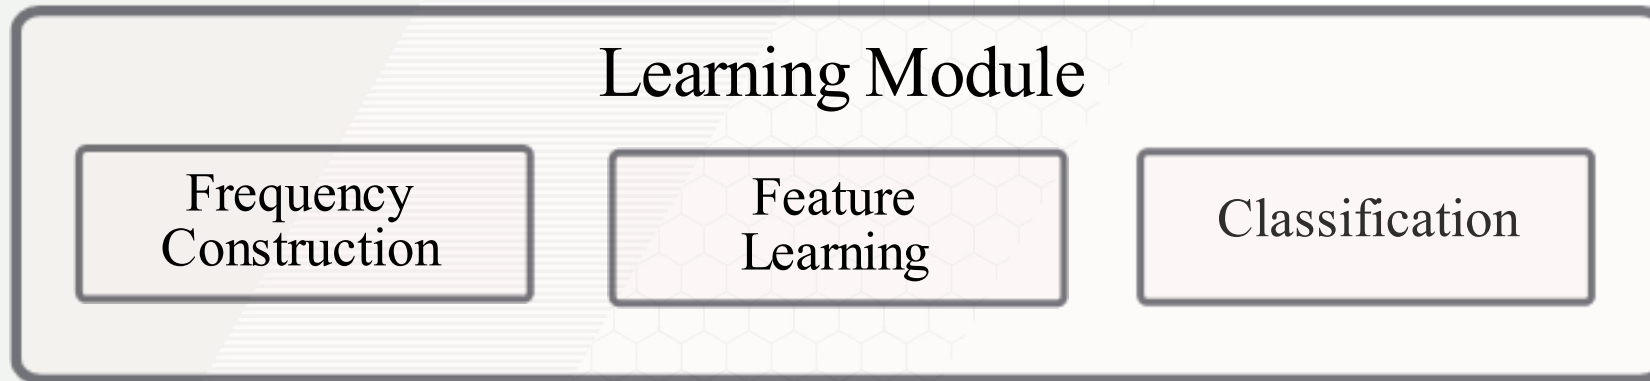 Learning Module
Frequency
Construction
Feature
Learning
Classification